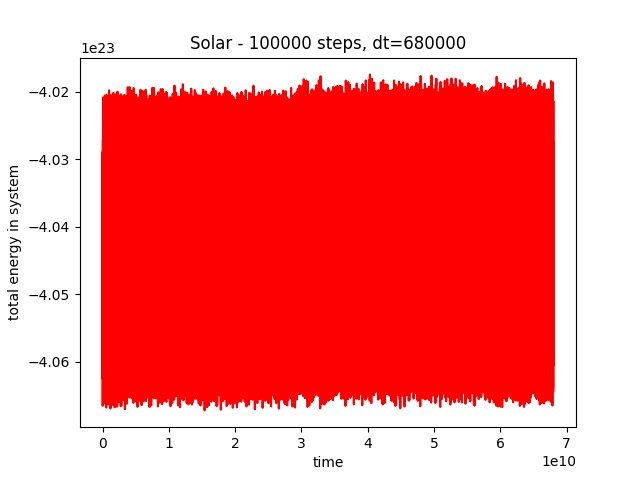 Solar - 100000 steps, dt=680000
1e23
−4.02
−4.03
−4.04
−4.05
−4.06
total energy in system
0 1 2 3 4 5 6 7
time
1e10